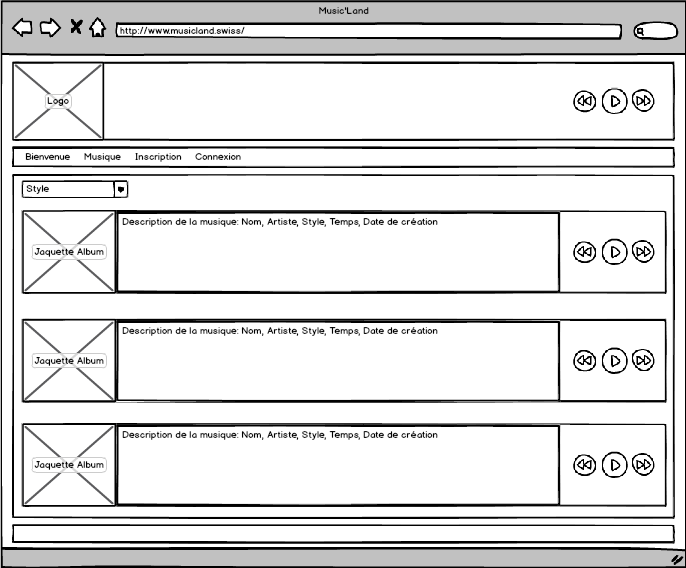 Music'Land
http://www.musicland.swiss/
Logo
Bienvenue Musique Inscription Connexion
Style
Description de la musique: Nom, Artiste, Style, Temps, Date de création
Jaquette Album
Description de la musique: Nom, Artiste, Style, Temps, Date de création
Jaquette Album
Description de la musique: Nom, Artiste, Style, Temps, Date de création
Jaquette Album